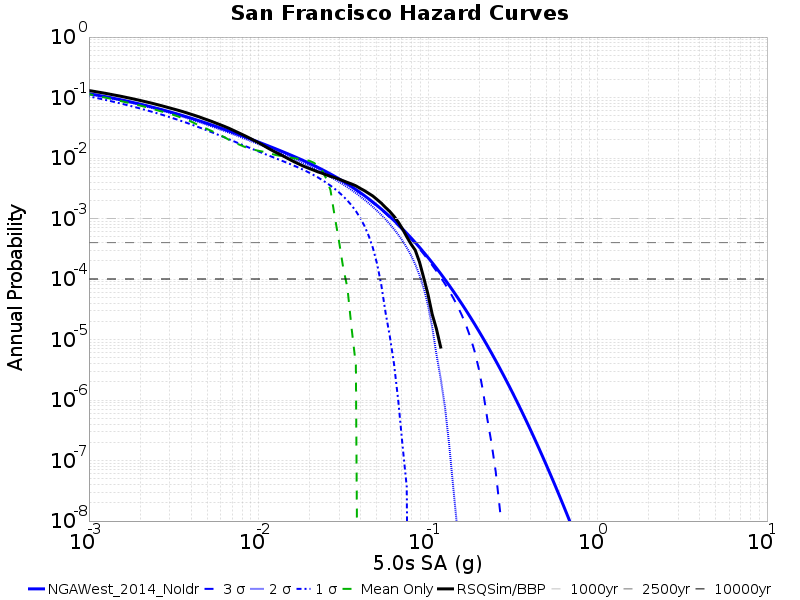 San Francisco Hazard Curves
Annual Probability
10^0
10^-1
10^-2
10^-3
10^-4
10^-5
10^-6
10^-7
10^-8
10^-3 10^-2 10^-1 10^0 10^1
5.0s SA (g)
NGAWest_2014_NoIdr 3 σ 2 σ 1 σ Mean Only RSQSim/BBP 1000yr 2500yr 10000yr